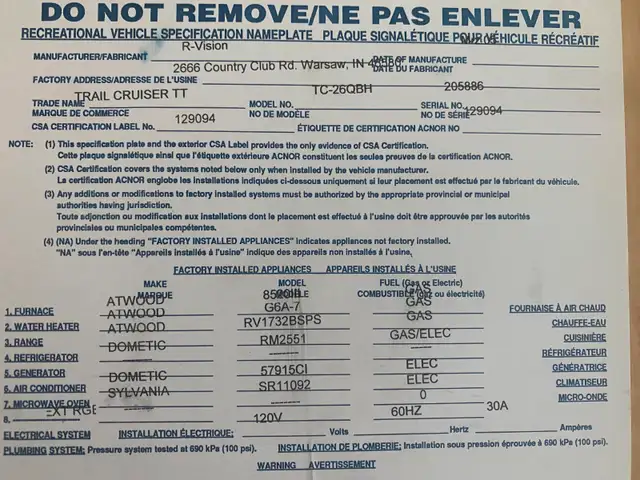 DO NOT REMOVE/NE PAS ENLEVER
RECREATIONAL VEHICLE SPECIFICATION NAMEPLATE PLAQUE SIGNALÉTIQUE POUR VÉHICULE RÉCRÉATIF
MANUFACTURER/FABRICANT R-Vision DATE OF MANUFACTURE
DATE DU FABRICANT
2666 Country Club Rd. Warsaw, IN
FACTORY ADDRESS/ADRESSE DE L'USINE
TRAIL CRUISER TT TC-26QBH 205886
TRADE NAME MODEL NO. SERIAL NO.
MARQUE DE COMMERCE NO DE MODÈLE NO DE SÉRIE
129094 129094
CSA CERTIFICATION LABEL No. ÉTIQUETTE DE CERTIFICATION ACNOR NO
NOTE: (1) This specification plate and the exterior CSA Label provides the only evidence of CSA Certification.
Cette plaque signalétique ainsi que l'étiquette extérieure ACNOR constituent les seules preuves de la certification ACNOR.
(2) CSA Certification covers the systems noted below only when installed by the vehicle manufacturer.
La certification ACNOR englobe les installations indiquées ci-dessous uniquement si leur placement est effectué par le fabricant du véhicule.
(3) Any additions or modifications to factory installed systems must be authorized by the appropriate provincial or municipal
authorities having jurisdiction.
Toute adjonction ou modification aux installations dont le placement est effectué à l'usine doit être approuvée par les autorités
provinciales ou municipales compétentes.
(4) (NA) Under the heading "FACTORY INSTALLED APPLIANCES" indicates appliances not factory installed.
"NA" sous l'en-tête "Appareils installés à l'usine" indique des appareils non installés à l'usine.
FACTORY INSTALLED APPLIANCES APPAREILS INSTALLÉS À L'USINE
MAKE MODEL FUEL (Gas or Electric)
MARQUE MODÈLE COMBUSTIBLE (gaz ou électricité)
ATWOOD GAS
1. FURNACE ATWOOD G6A-7 GAS FOURNAISE À AIR CHAUD
2. WATER HEATER ATWOOD RV1732BSPS GAS CHAUFFE-EAU
3. RANGE DOMETIC RM2551 GAS/ELEC CUISINIÈRE
4. REFRIGERATOR -------- -------- RÉFRIGÉRATEUR
5. GENERATOR DOMETIC 57915CI ELEC GÉNÉRATRICE
6. AIR CONDITIONER SYLVANIA SR11092 ELEC CLIMATISEUR
7. MICROWAVE OVEN -------- 0 MICRO-ONDE
8. EXT RGE 120V 60HZ 30A
ELECTRICAL SYSTEM INSTALLATION ÉLECTRIQUE: Volts Hertz Ampères
PLUMBING SYSTEM: Pressure system tested at 690 kPa (100 psi). INSTALLATION DE PLOMBERIE: Installation sous pression éprouvée à 690 kPa (100 psi).
WARNING AVERTISSEMENT